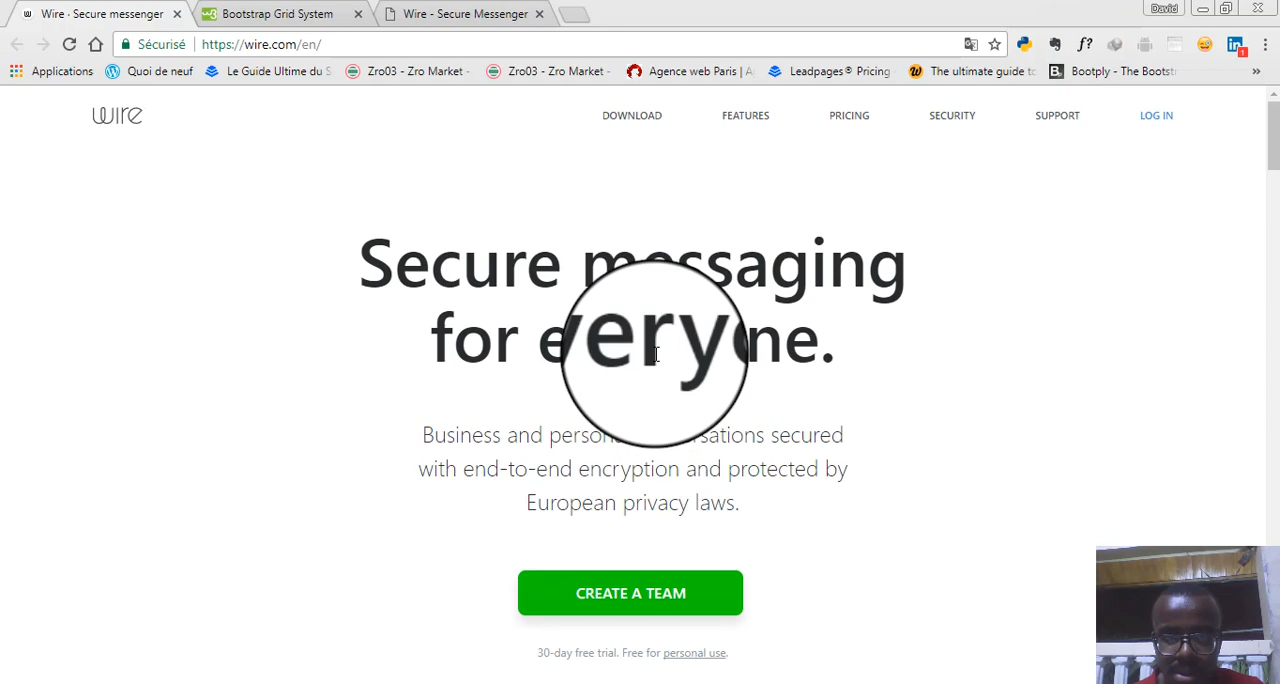 Wire · Secure messenger
Bootstrap Grid System
Wire - Secure Messenger
David
Sécurisé
https://wire.com/en/
f?
1
Applications
Quoi de neuf
Le Guide Ultime du S
Zro03 - Zro Market -
Zro03 - Zro Market -
Agence web Paris | A
Leadpages® Pricing
The ultimate guide to
Bootply - The Bootst
wire
DOWNLOAD
FEATURES
PRICING
SECURITY
SUPPORT
LOG IN
Secure messaging
for everyone.
Business and personal conversations secured
with end-to-end encryption and protected by
European privacy laws.
CREATE A TEAM
30-day free trial. Free for personal use.